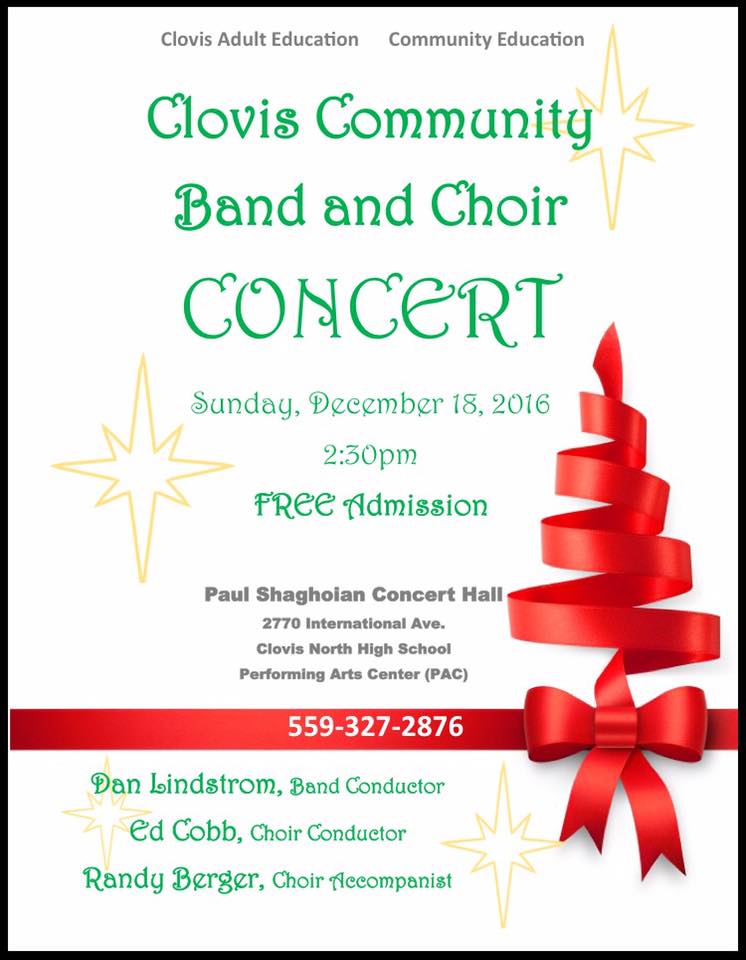 Clovis Adult Education Community Education
Clovis Community
Band and Choir
CONCERT
Sunday, December 18, 2016
2:30pm
FREE Admission
Paul Shaghoian Concert Hall
2770 International Ave.
Clovis North High School
Performing Arts Center (PAC)
559-327-2876
Dan Lindstrom, Band Conductor
Ed Cobb, Choir Conductor
Randy Berger, Choir Accompanist